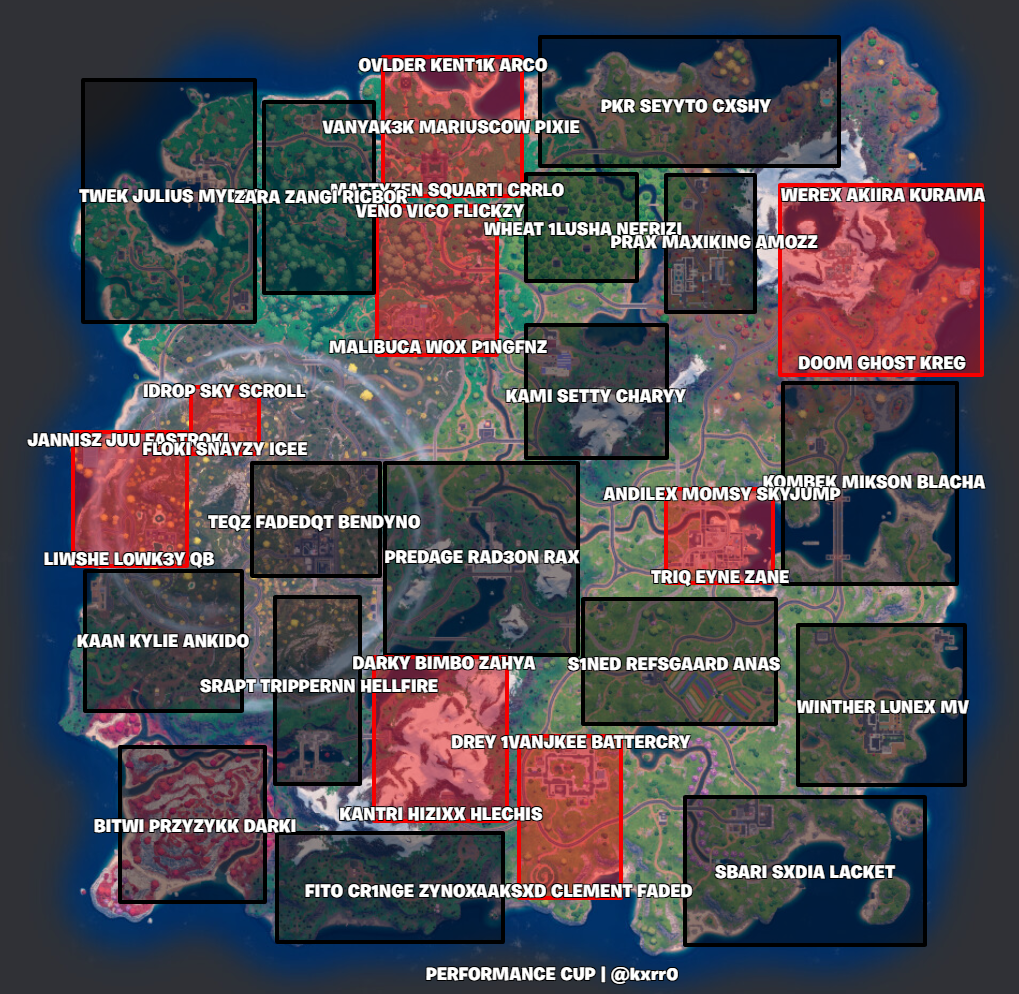 OVLDER KENT1K ARCO
PKR SEYYTO CXSHY
VANYAK3K MARIUSCOW PIXIE
MATTYZEN SQUARTI CRRLO
TWEK JULIUS
ZARA ZANGI RICBOR
WEREX AKIIRA KURAMA
VENO VICO FLICKZY
WHEAT 1LUSHA NEFRIZI
PRAX MAXIKING AMOZZ
MALIBUCA WOX P1NGFNZ
DOOM GHOST KREG
IDROP SKY SCROLL
KAMI SETTY CHARYY
JANNISZ JUU FASTROKI
FLOKI SNAYZY ICEE
KOMBEK MIKSON BLACHA
ANDILEX MOMSY SKYJUMP
TEQZ FADEDQT BENDYNO
LIWSHE LOWK3Y QB
PREDAGE RAD3ON RAX
TRIQ EYNE ZANE
KAAN KYLIE ANKIDO
DARKY BIMBO ZAHYA
S1NED REFSGAARD ANAS
SRAPT TRIPPERNN HELLFIRE
WINTHER LUNEX MV
DREY 1VANJKEE BATTERCRY
KANTRI HIZIXX HLECHIS
BITWI PRZYZYKK DARKI
SBARI SXDIA LACKET
FITO CR1NGE ZYNOX
AAKSXD CLEMENT FADED
PERFORMANCE CUP | @kxrr0